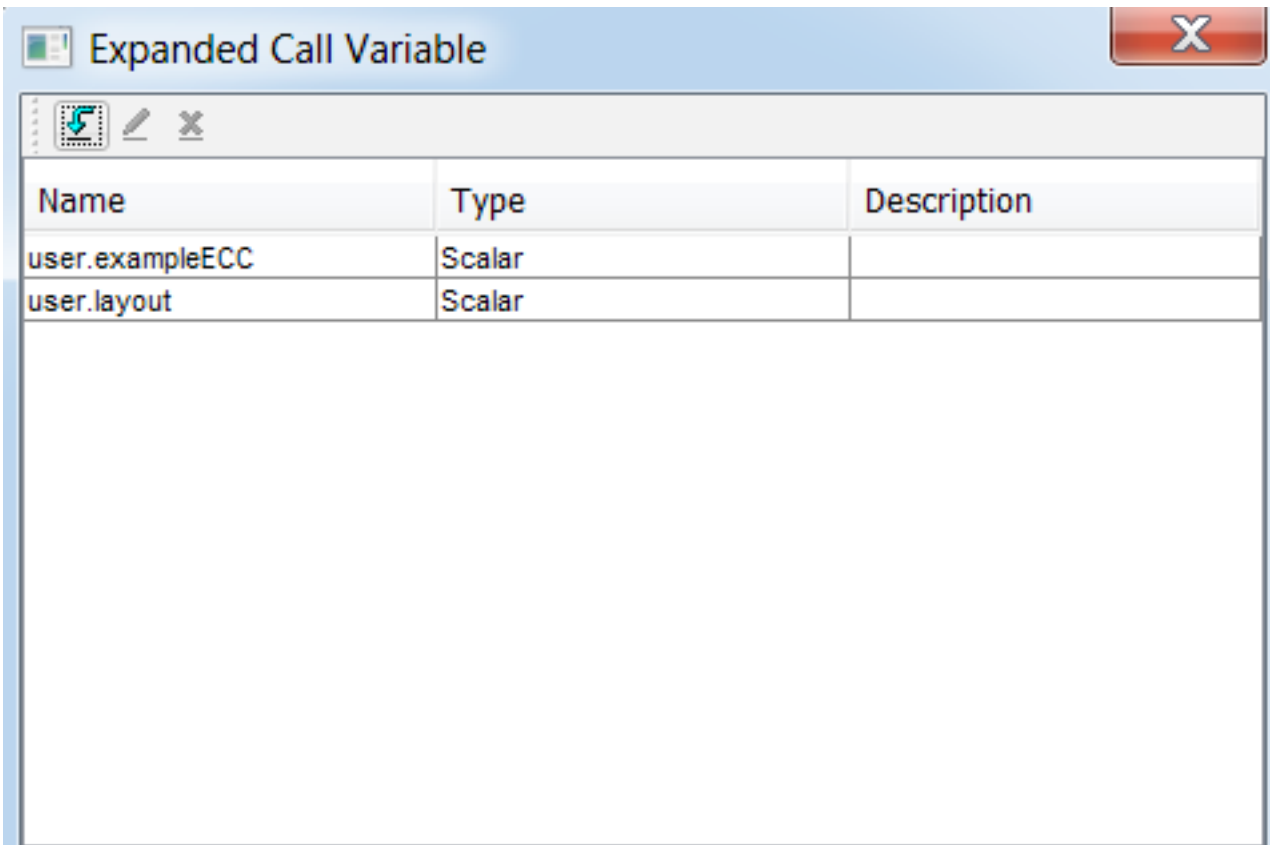 Expanded Call Variable
Name Type Description
user.exampleECC Scalar
user.layout Scalar